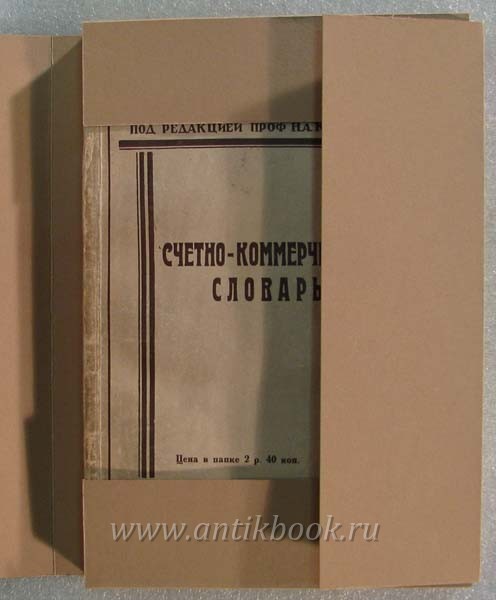 ПОД РЕДАКЦИЕЙ ПРОФ Н.А.К
СЧЕТНО-КОММЕРЧ
СЛОВАРЬ
Цена в папке 2 р. 40 коп.
www.antikbook.ru